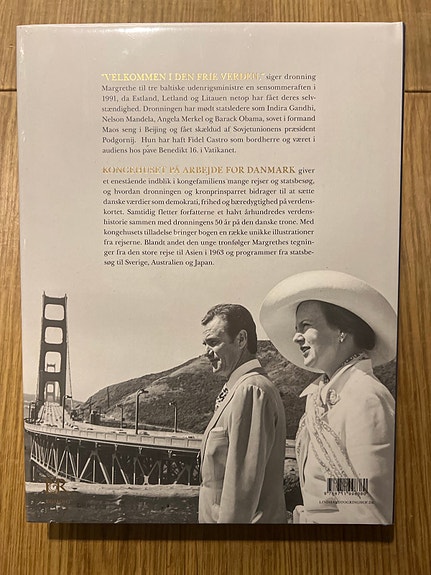 "VELKOMMEN I DEN FRIE VERDEN," siger dronning
Margrethe til tre baltiske udenrigsministre en sensommeraften i
1991, da Estland, Letland og Litauen netop har fået deres selv-
stændighed. Dronningen har mødt statsledere som Indira Gandhi,
Nelson Mandela, Angela Merkel og Barack Obama, sovet i formand
Maos seng i Beijing og fået skældud af Sovjetunionens præsident
Podgornij. Hun har haft Fidel Castro som bordherre og været i
audiens hos pave Benedikt 16. i Vatikanet.
KONGEHUSET PÅ ARBEJDE FOR DANMARK giver
et enestående indblik i kongefamiliens mange rejser og statsbesøg,
og hvordan dronningen og kronprinsparret bidrager til at sætte
danske værdier som demokrati, frihed og bæredygtighed på verdens-
kortet. Samtidig fletter forfatterne et halvt århundredes verdens-
historie sammen med dronningens 50 år på den danske trone. Med
kongehusets tilladelse bringer bogen en række unikke illustrationer
fra rejserne. Blandt andet den unge tronfølger Margrethes tegnin-
ger fra den store rejse til Asien i 1963 og programmer fra statsbe-
søg til Sverige, Australien og Japan.